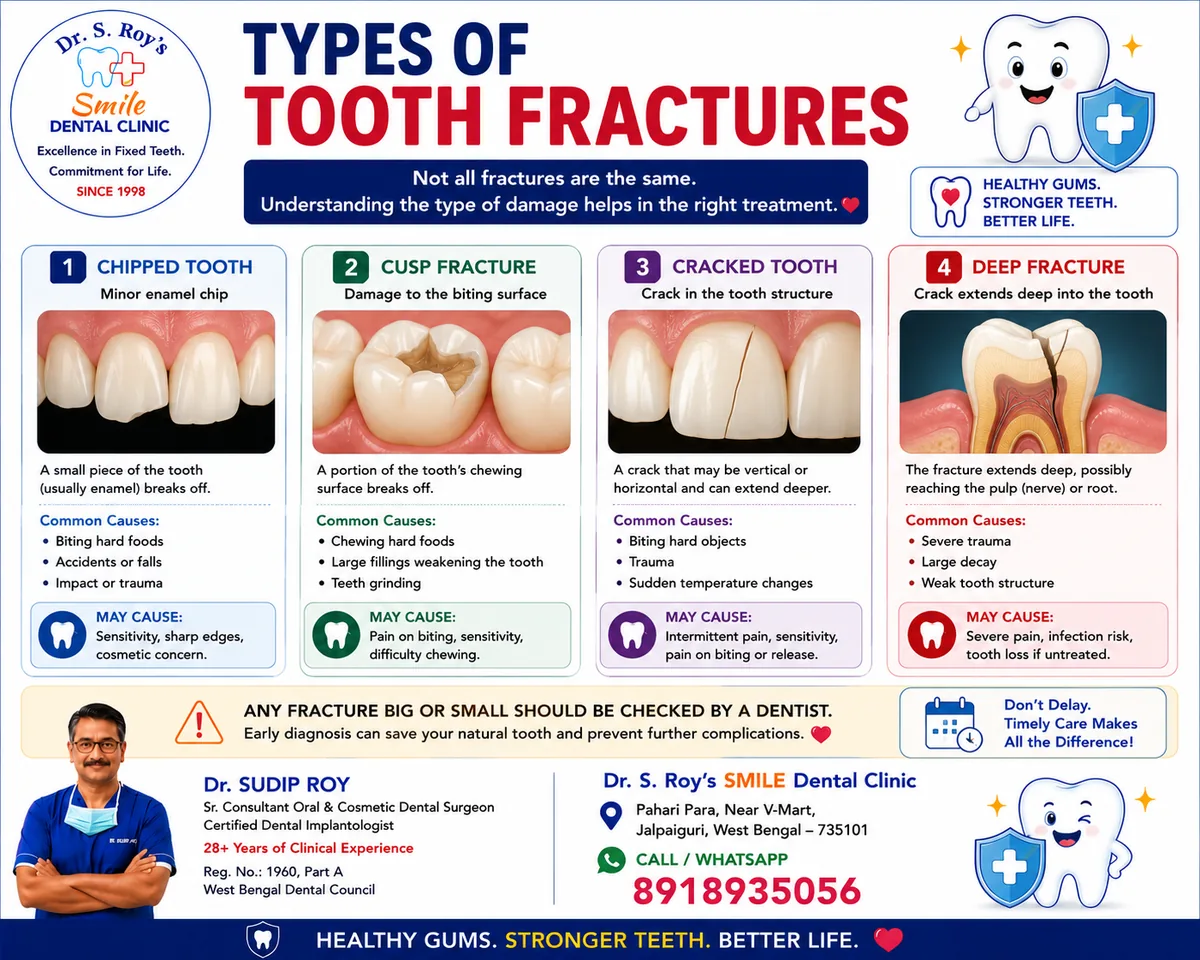 Dr. S. Roy's
Smile
DENTAL CLINIC
Excellence in Fixed Teeth.
Commitment for Life.
SINCE 1998
TYPES OF
TOOTH FRACTURES
Not all fractures are the same.
Understanding the type of damage helps in the right treatment.
HEALTHY GUMS.
STRONGER TEETH.
BETTER LIFE.
1 CHIPPED TOOTH
Minor enamel chip
A small piece of the tooth
(usually enamel) breaks off.
Common Causes:
• Biting hard foods
• Accidents or falls
• Impact or trauma
MAY CAUSE:
Sensitivity, sharp edges,
cosmetic concern.
2 CUSP FRACTURE
Damage to the biting surface
A portion of the tooth's chewing
surface breaks off.
Common Causes:
• Chewing hard foods
• Large fillings weakening the tooth
• Teeth grinding
MAY CAUSE:
Pain on biting, sensitivity,
difficulty chewing.
3 CRACKED TOOTH
Crack in the tooth structure
A crack that may be vertical or
horizontal and can extend deeper.
Common Causes:
• Biting hard objects
• Trauma
• Sudden temperature changes
MAY CAUSE:
Intermittent pain, sensitivity,
pain on biting or release.
4 DEEP FRACTURE
Crack extends deep into the tooth
The fracture extends deep, possibly
reaching the pulp (nerve) or root.
Common Causes:
• Severe trauma
• Large decay
• Weak tooth structure
MAY CAUSE:
Severe pain, infection risk,
tooth loss if untreated.
ANY FRACTURE BIG OR SMALL SHOULD BE CHECKED BY A DENTIST.
Early diagnosis can save your natural tooth and prevent further complications.
Don't Delay.
Timely Care Makes
All the Difference!
Dr. SUDIP ROY
Sr. Consultant Oral & Cosmetic Dental Surgeon
Certified Dental Implantologist
28+ Years of Clinical Experience
Reg. No.: 1960, Part A
West Bengal Dental Council
Dr. S. Roy's SMILE Dental Clinic
Pahari Para, Near V-Mart,
Jalpaiguri, West Bengal – 735101
CALL / WHATSAPP
8918935056
HEALTHY GUMS. STRONGER TEETH. BETTER LIFE.